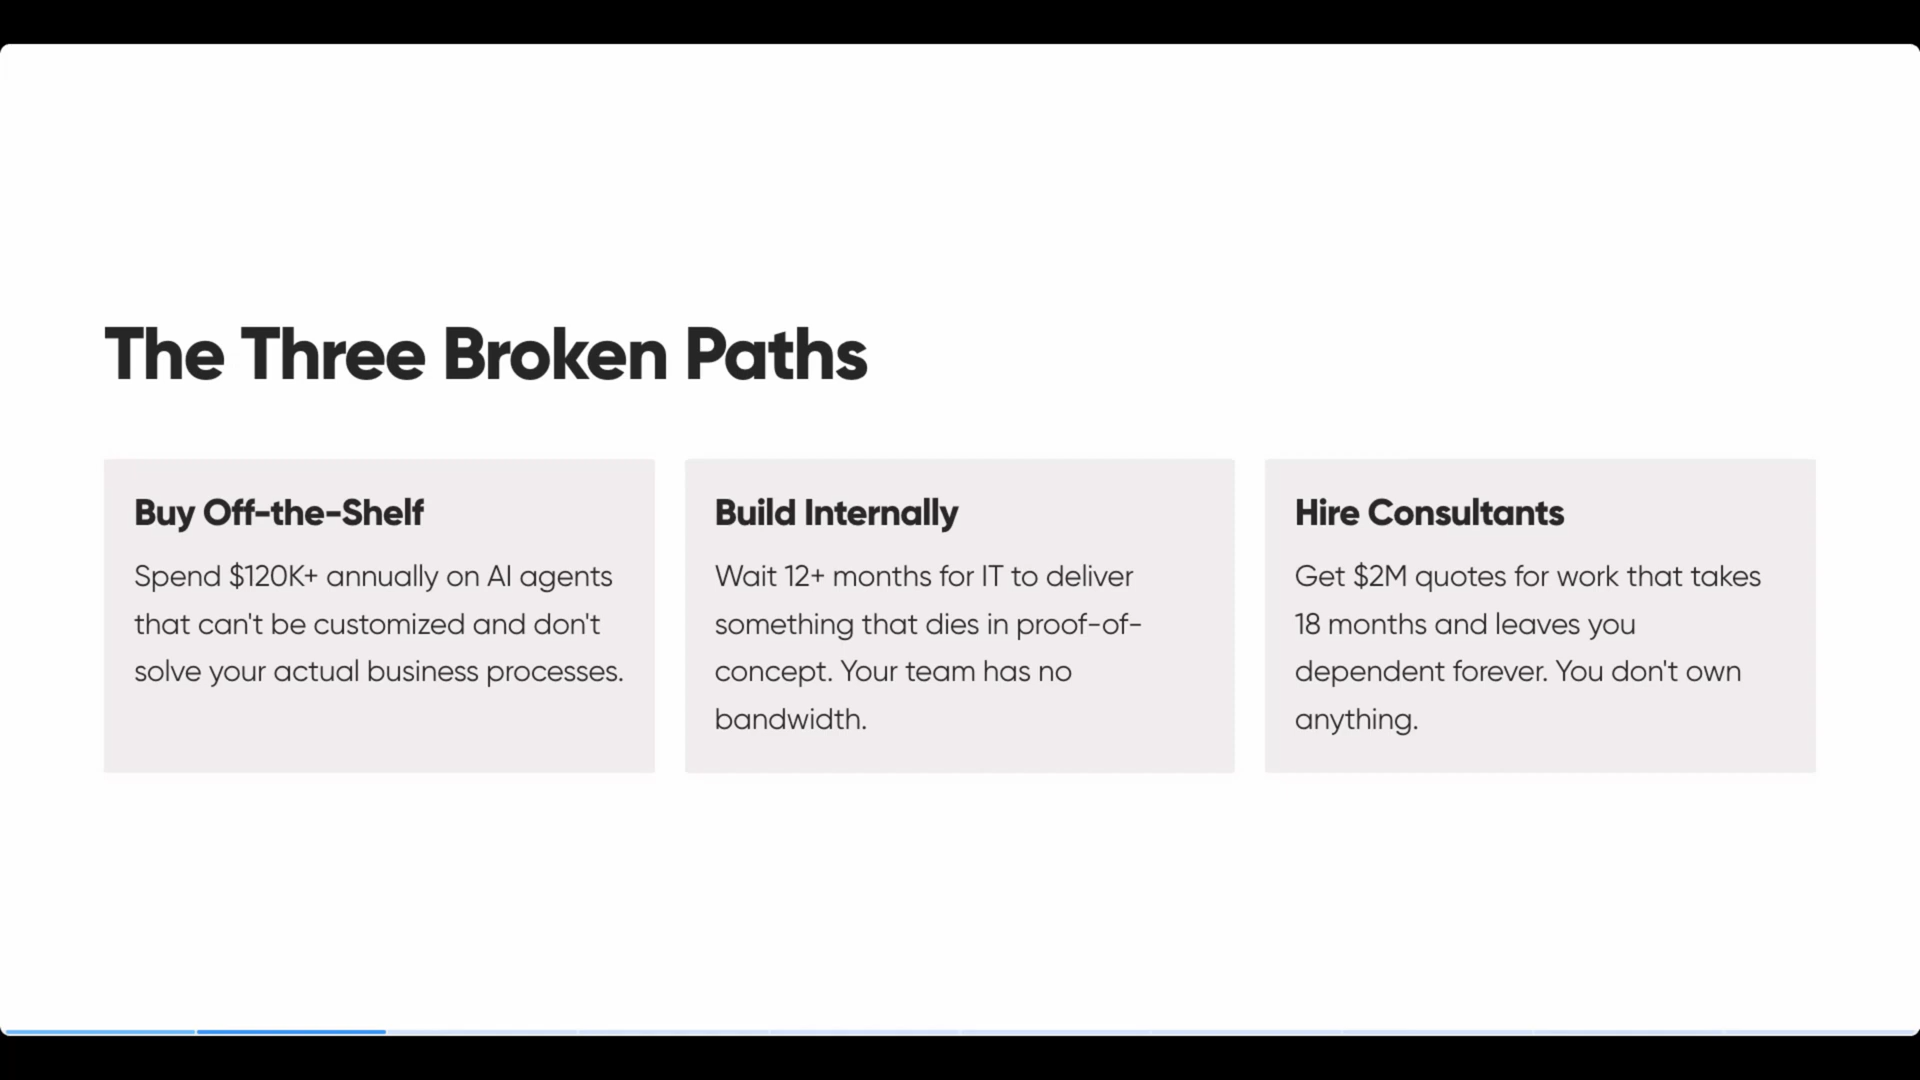 The Three Broken Paths
Buy Off-the-Shelf
Spend $120K+ annually on AI agents
that can't be customized and don't
solve your actual business processes.
Build Internally
Wait 12+ months for IT to deliver
something that dies in proof-of-
concept. Your team has no
bandwidth.
Hire Consultants
Get $2M quotes for work that takes
18 months and leaves you
dependent forever. You don't own
anything.